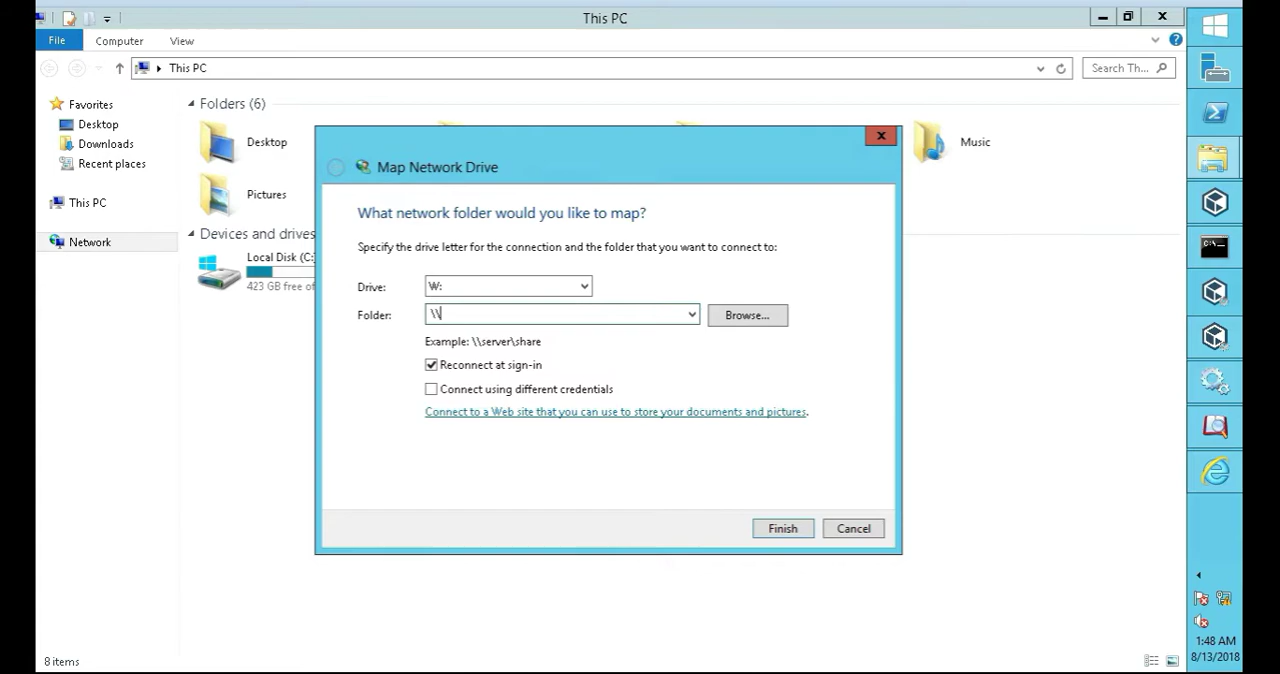 This PC
File Computer View
This PC
Search Th...
Favorites
Desktop
Downloads
Recent places
This PC
Network
Folders (6)
Desktop
Music
Pictures
Devices and drives
Local Disk (C:
423 GB free of
Map Network Drive
What network folder would you like to map?
Specify the drive letter for the connection and the folder that you want to connect to:
Drive: W:
Folder: \\ Browse...
Example: \\server\share
Reconnect at sign-in
Connect using different credentials
Connect to a Web site that you can use to store your documents and pictures.
Finish Cancel
8 items
1:48 AM
8/13/2018